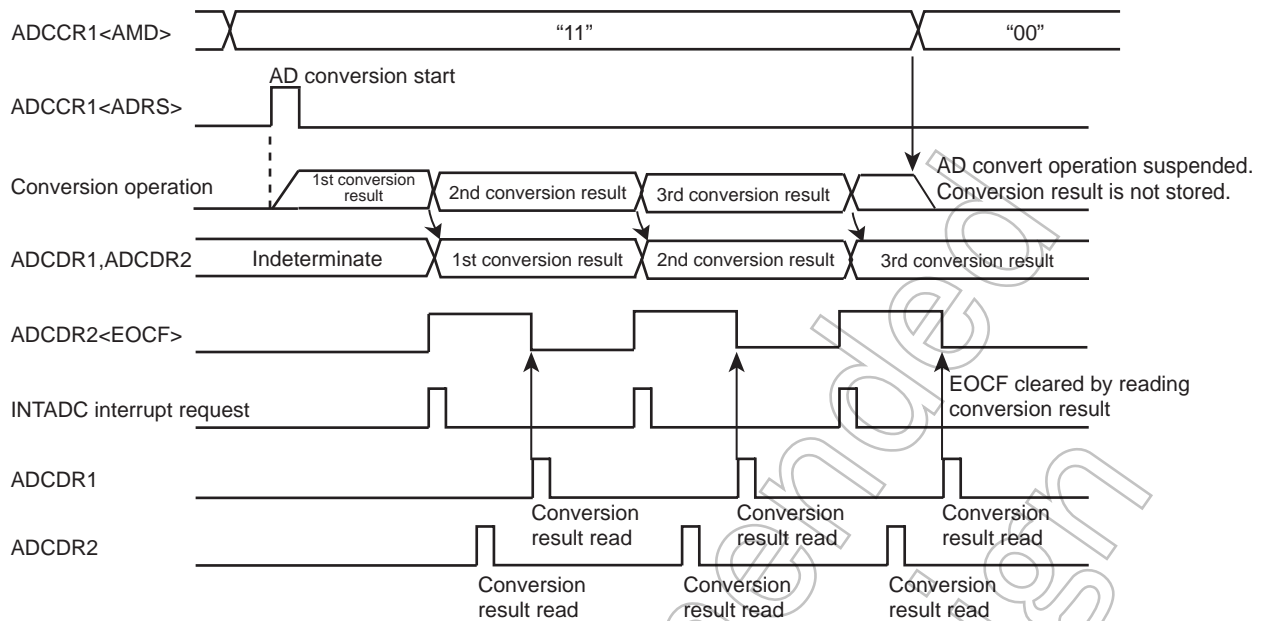 ADCCR1<AMD>
“11”
“00”
AD conversion start
ADCCR1<ADRS>
Conversion operation
1st conversion
result
2nd conversion result
3rd conversion result
AD convert operation suspended.
Conversion result is not stored.
ADCDR1,ADCDR2
Indeterminate
1st conversion result
2nd conversion result
3rd conversion result
ADCDR2<EOCF>
EOCF cleared by reading
conversion result
INTADC interrupt request
ADCDR1
Conversion
result read
Conversion
result read
Conversion
result read
ADCDR2
Conversion
result read
Conversion
result read
Conversion
result read